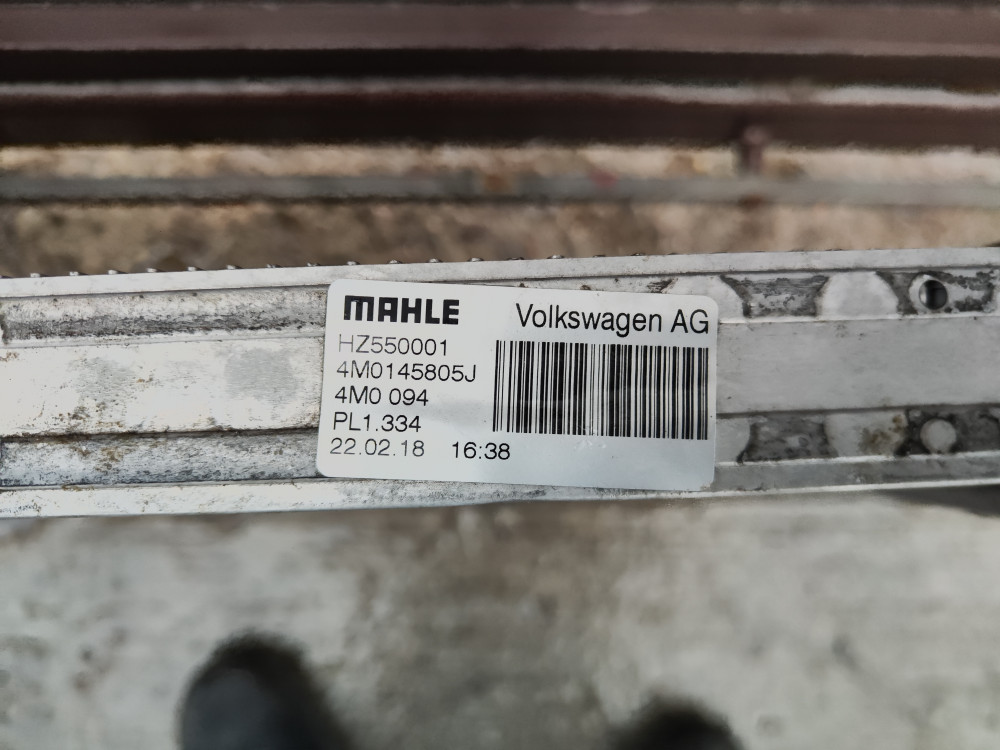 MAHLE
Volkswagen AG
HZ550001
4M0145805J
4M0 094
PL1.334
22.02.18 16:38